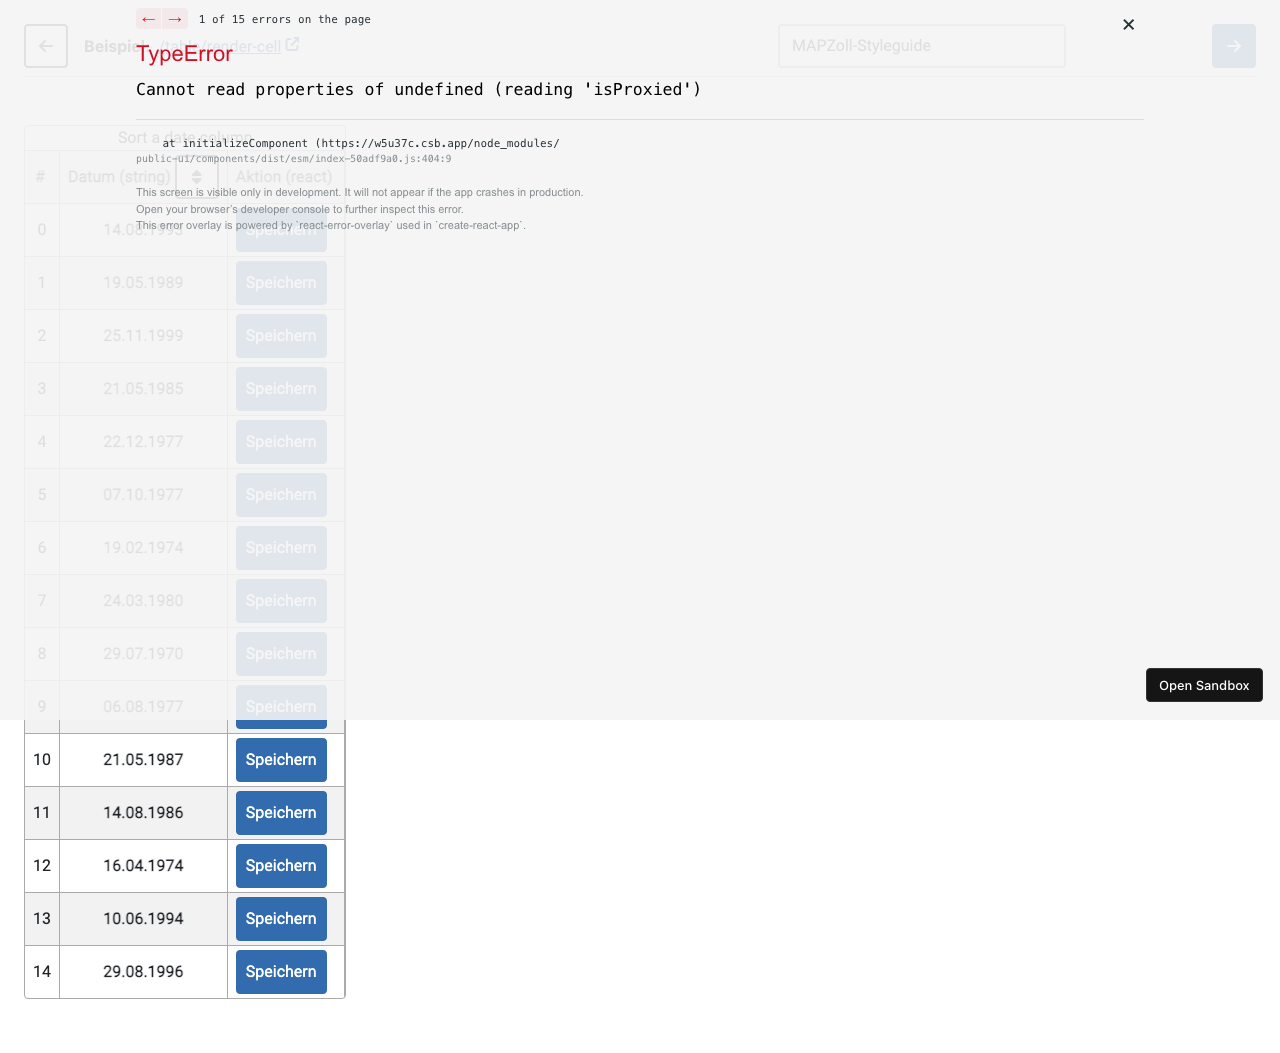 ← → 1 of 15 errors on the page
×
← Beispiel /table/render-cell
MAPZoll-Styleguide
→
TypeError
Cannot read properties of undefined (reading 'isProxied')
at initializeComponent (https://w5u37c.csb.app/node_modules/
public-ui/components/dist/esm/index-50adf9a0.js:404:9
This screen is visible only in development. It will not appear if the app crashes in production.
Open your browser's developer console to further inspect this error.
This error overlay is powered by `react-error-overlay` used in `create-react-app`.
Sort a date column
# Datum (string) Aktion (react)
0 14.08.1993 Speichern
1 19.05.1989 Speichern
2 25.11.1999 Speichern
3 21.05.1985 Speichern
4 22.12.1977 Speichern
5 07.10.1977 Speichern
6 19.02.1974 Speichern
7 24.03.1980 Speichern
8 29.07.1970 Speichern
9 06.08.1977 Speichern
10 21.05.1987 Speichern
11 14.08.1986 Speichern
12 16.04.1974 Speichern
13 10.06.1994 Speichern
14 29.08.1996 Speichern
Open Sandbox